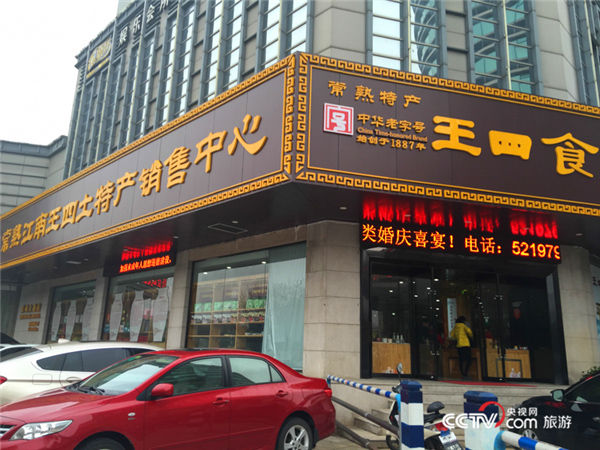 常熟江南王四土特产销售中心
常熟特产
中华老字号
China Time-honored Brand
始创于1887年
王四食
类婚庆喜宴！电话：521979
CCTV 央视网
.com 旅游